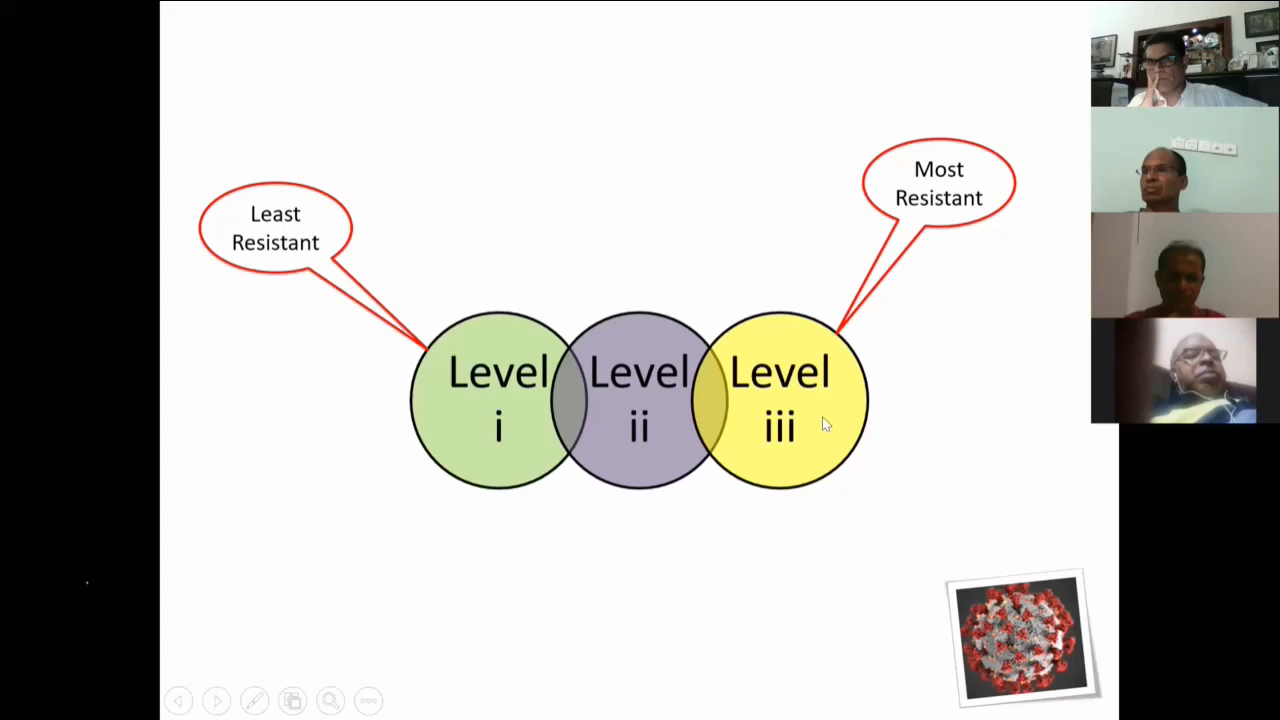 Least
Resistant
Most
Resistant
Level
i
Level
ii
Level
iii